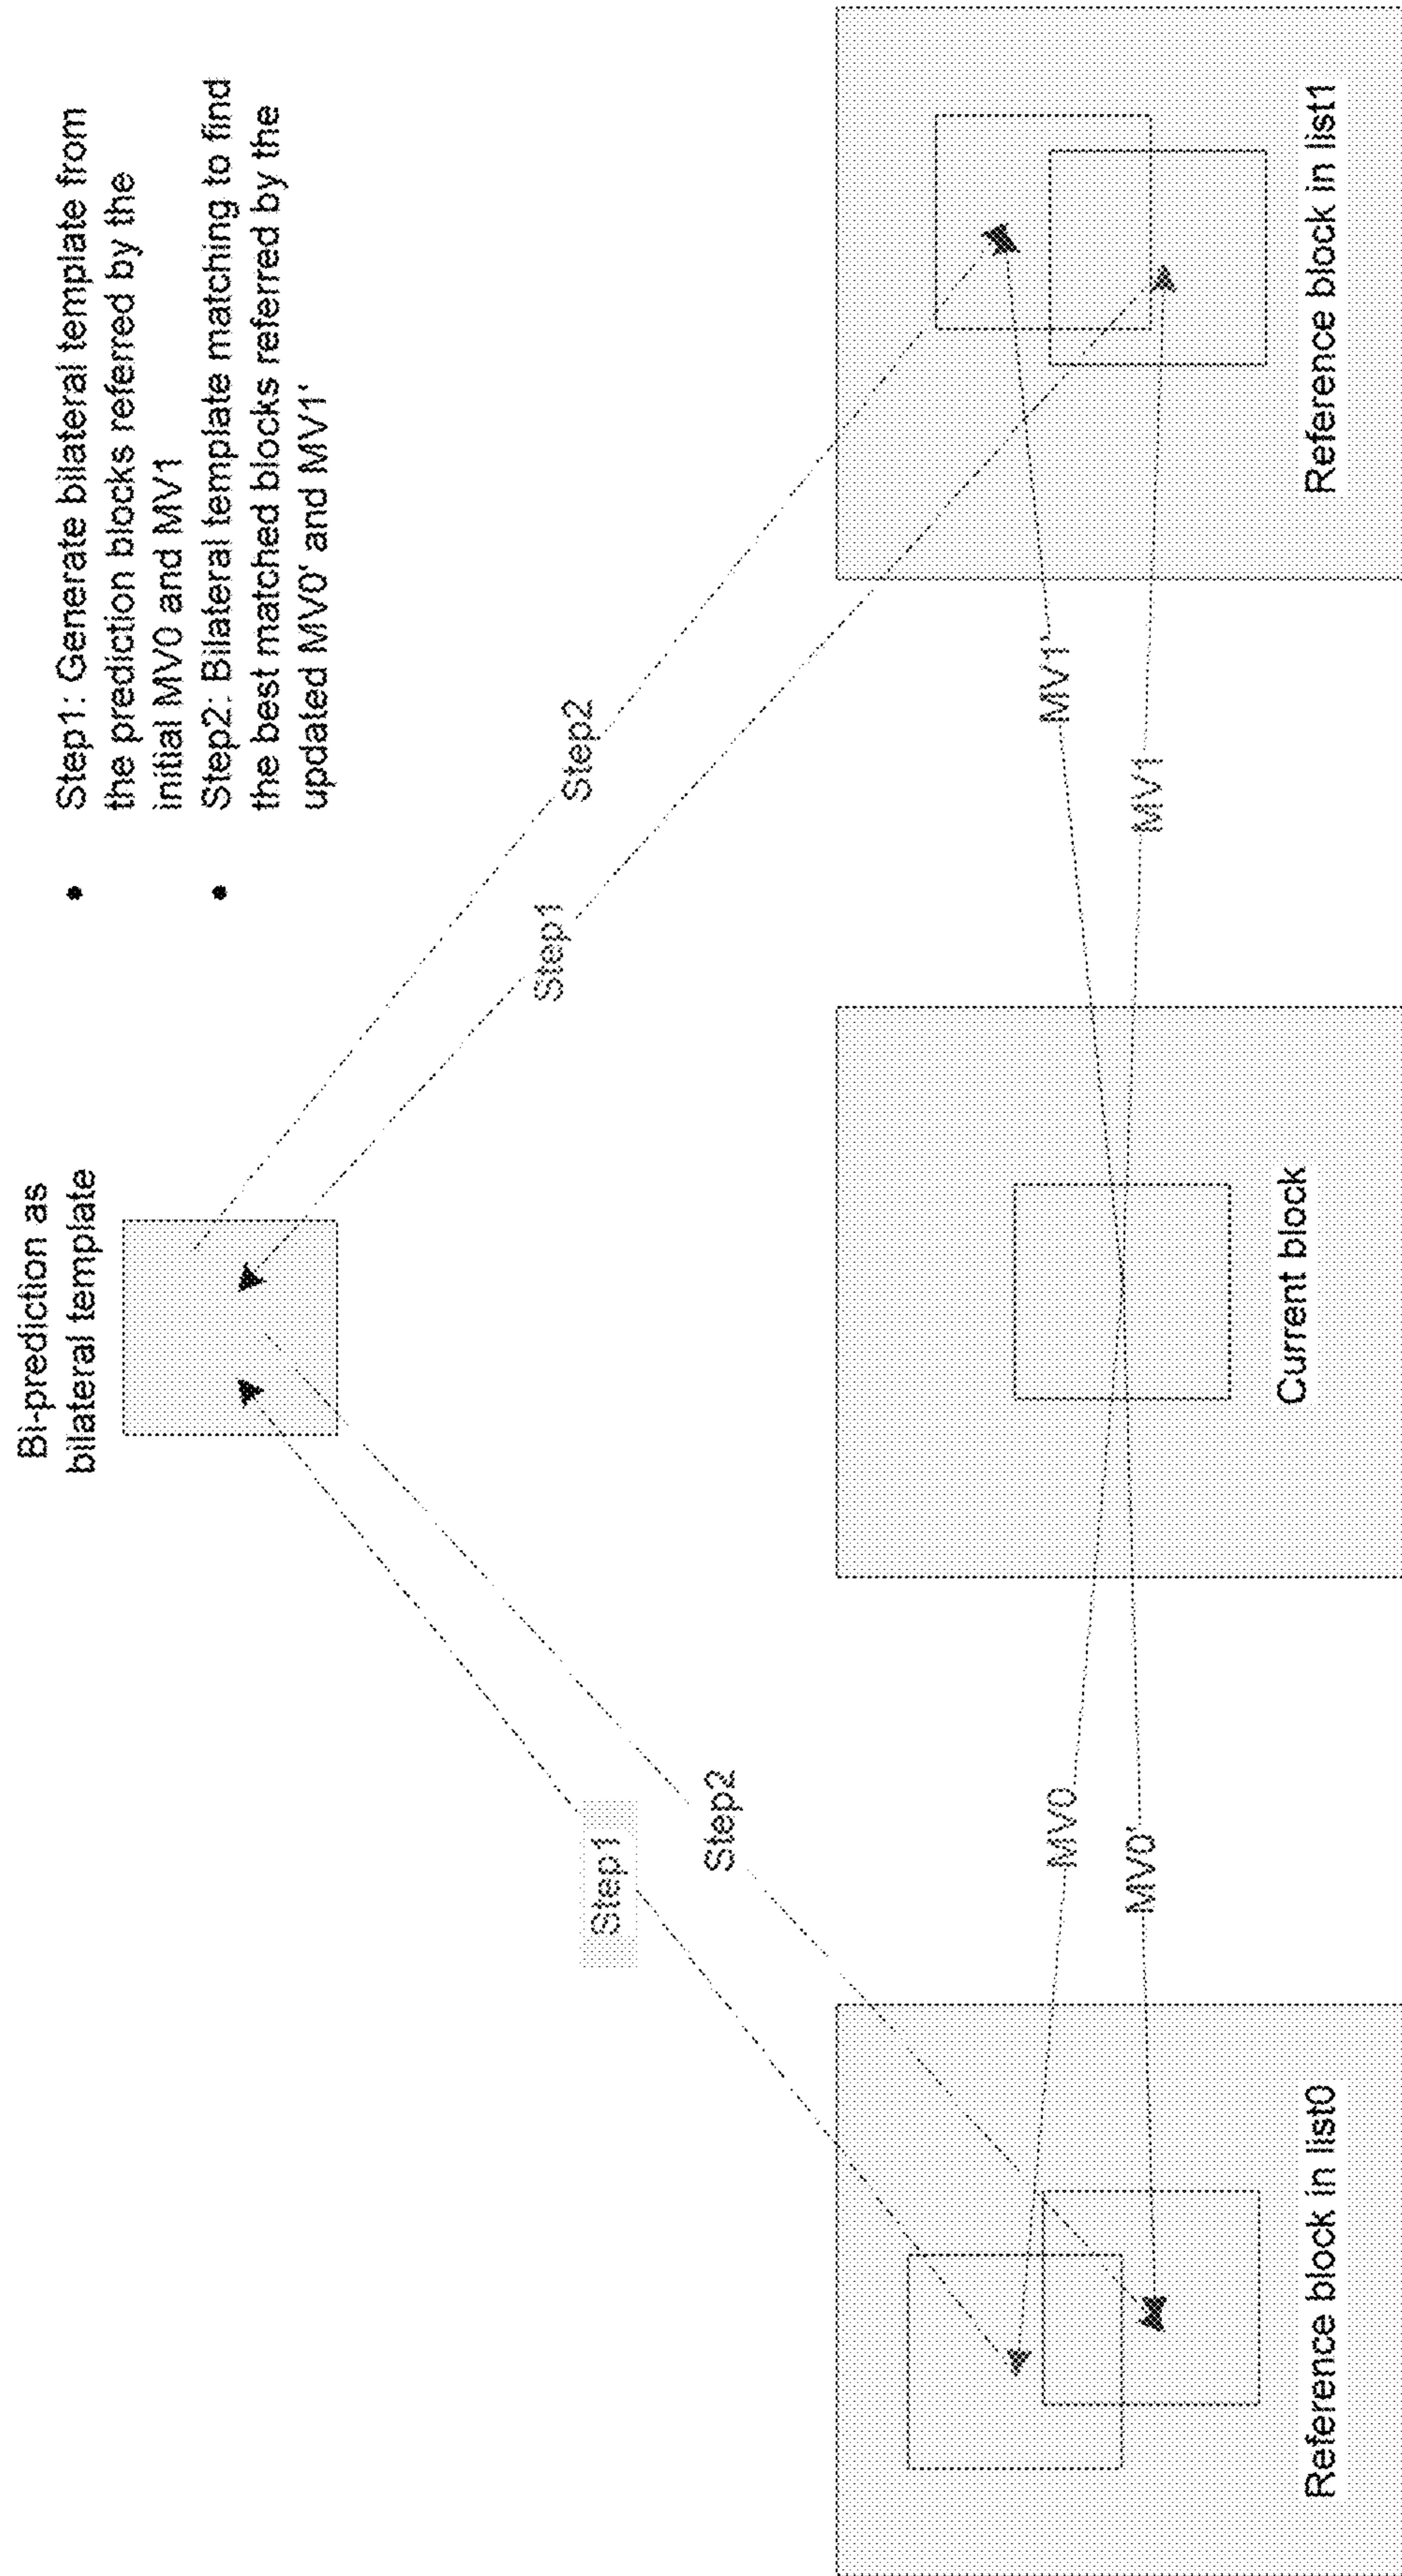 Bi-prediction as
bilateral template
• Step1: Generate bilateral template from
the prediction blocks referred by the
initial MV0 and MV1
• Step2: Bilateral template matching to find
the best matched blocks referred by the
updated MV0' and MV1'
Step1
Step2
Step1
Step2
MV0
MV0'
MV1'
MV1
Reference block in list0
Current block
Reference block in list1